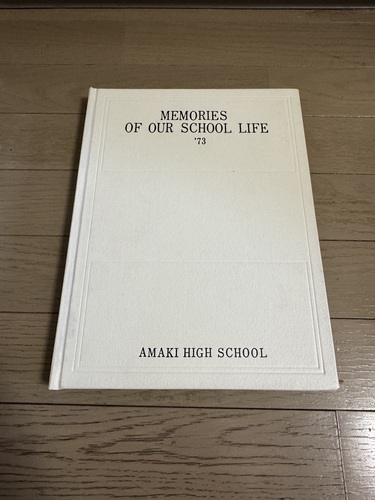 MEMORIES
OF OUR SCHOOL LIFE
'73
AMAKI HIGH SCHOOL